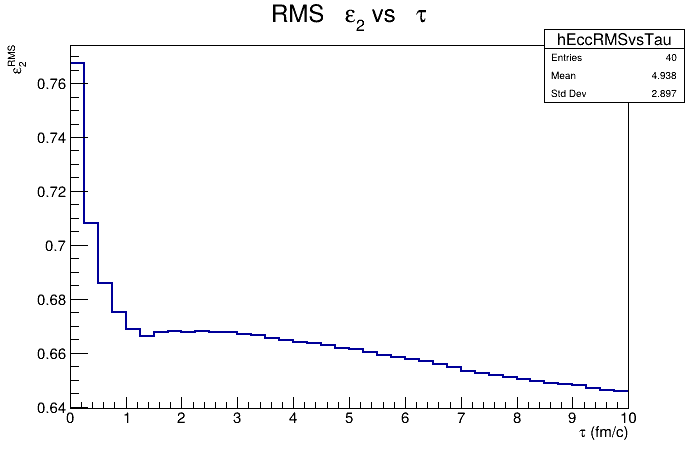 RMS ε2 vs τ
hEccRMSvsTau
Entries 40
Mean 4.938
Std Dev 2.897
ε2RMS
0.76
0.74
0.72
0.7
0.68
0.66
0.64
0 1 2 3 4 5 6 7 8 9 10
τ (fm/c)